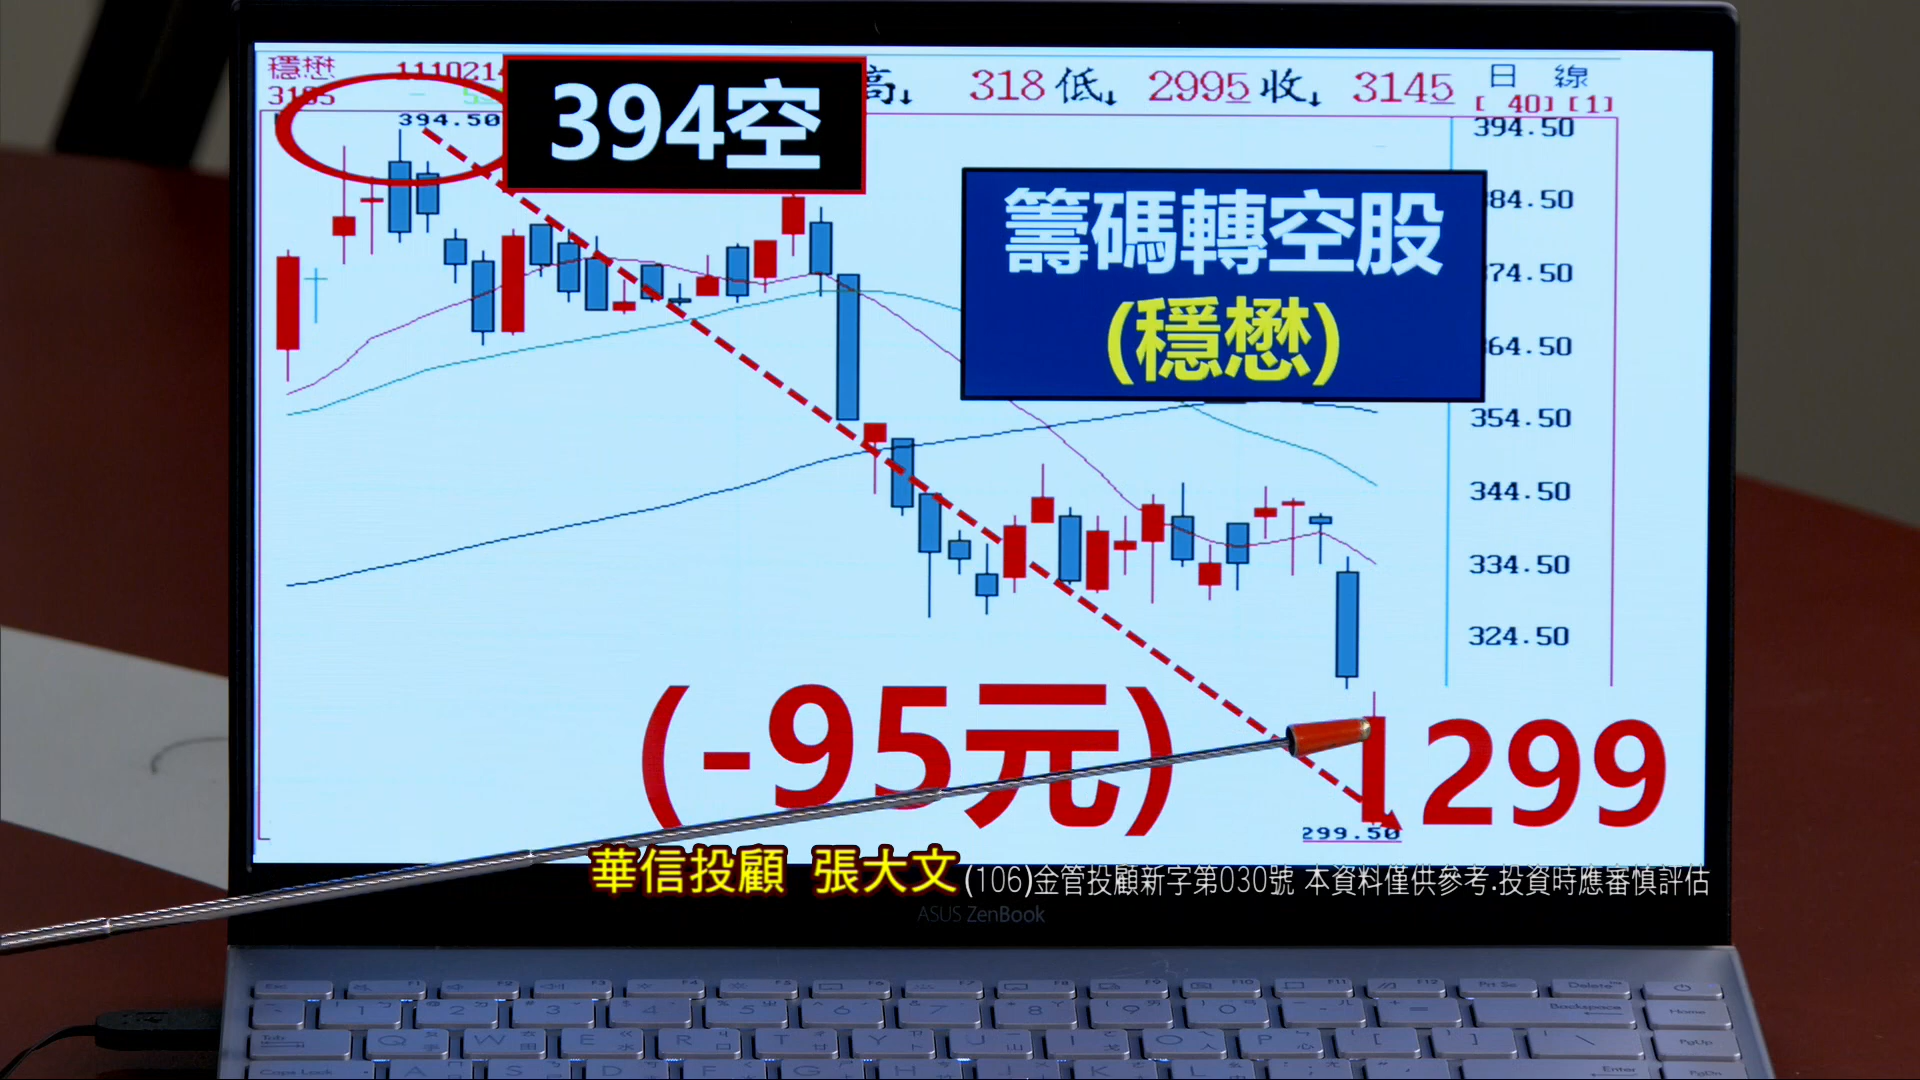 穩懋 1110214 高↓ 318 低↓ 2995 收↓ 3145 日 線
3105 [ 40] [1]
394.50
394空
394.50
籌碼轉空股
(穩懋)
84.50
74.50
64.50
354.50
344.50
334.50
324.50
(-95元)
299
299.50
華信投顧 張大文 (106)金管投顧新字第030號 本資料僅供參考.投資時應審慎評估
ASUS ZenBook